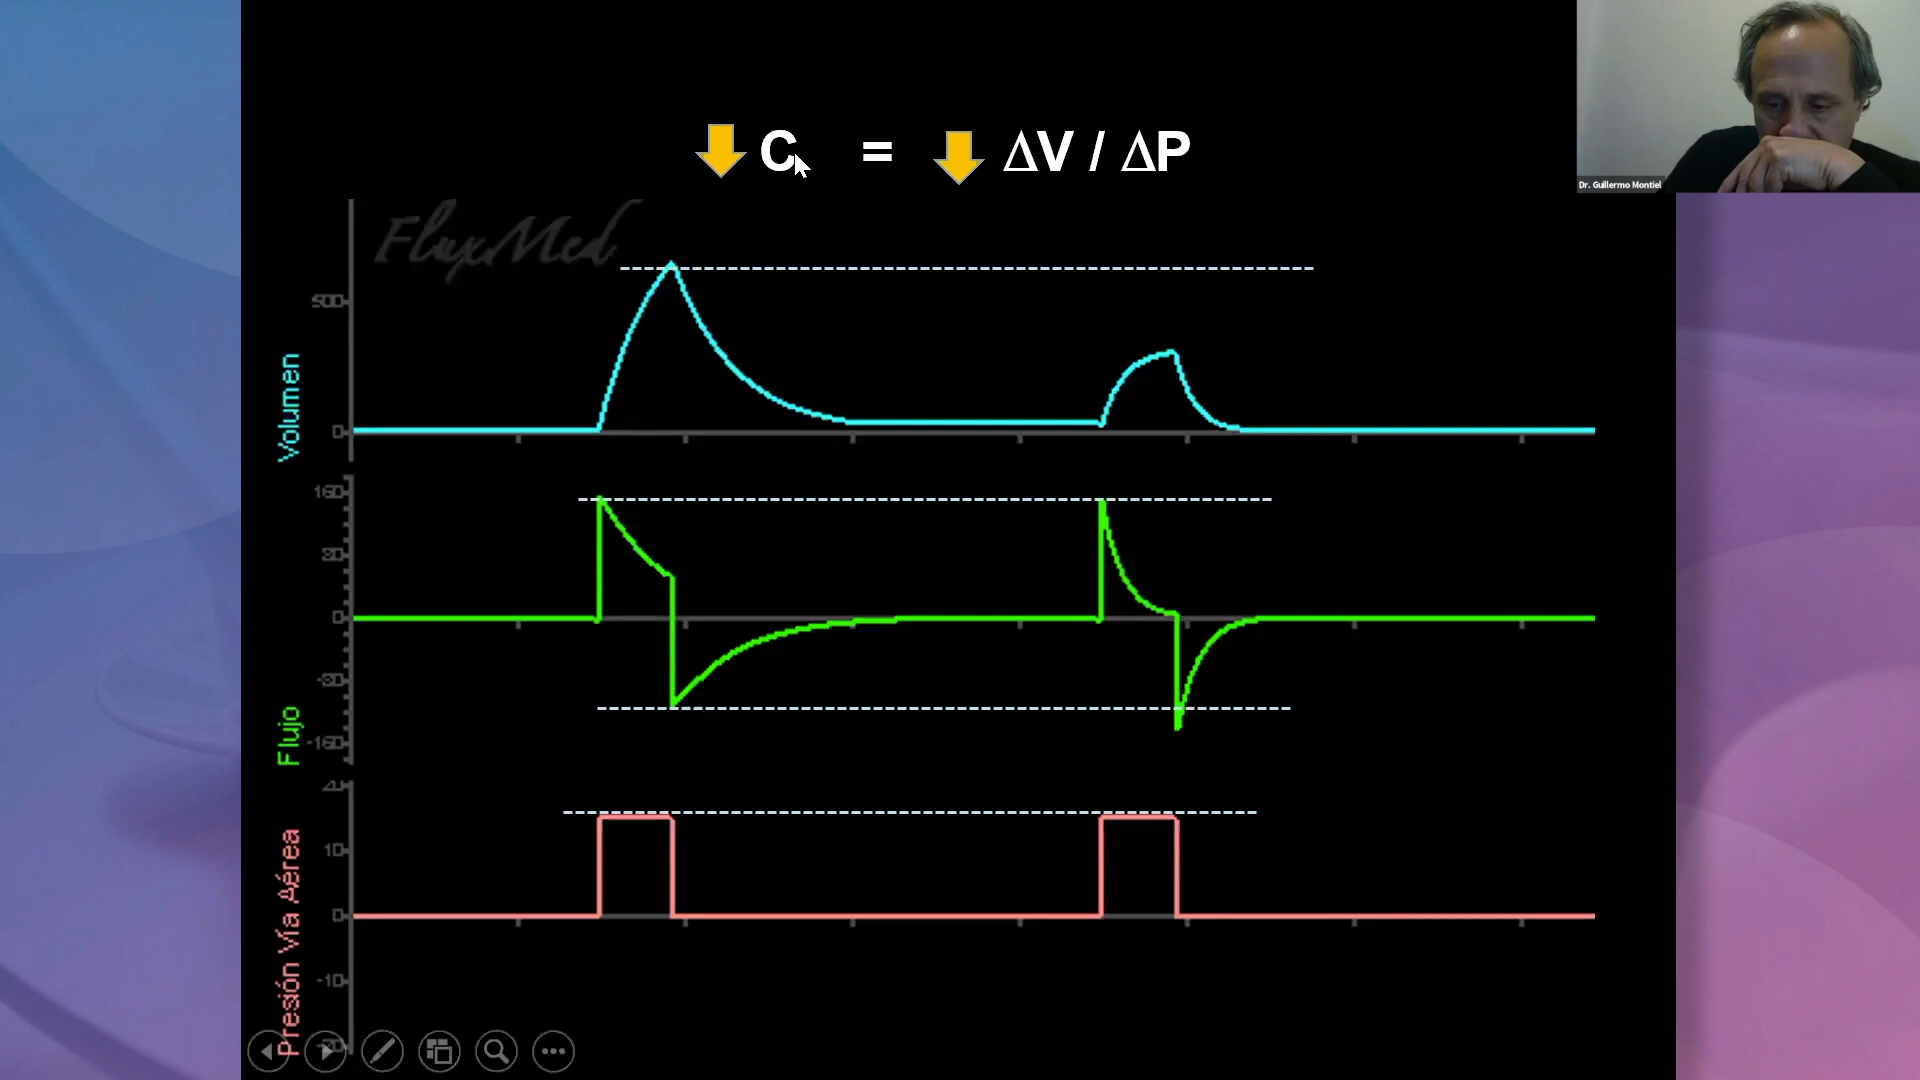 C = ΔV / ΔP
Dr. Guillermo Montiel
FluxMed
Volumen
500
0
Flujo
160
80
0
-80
-160
Presión Vía Aérea
20
10
0
-10
-20